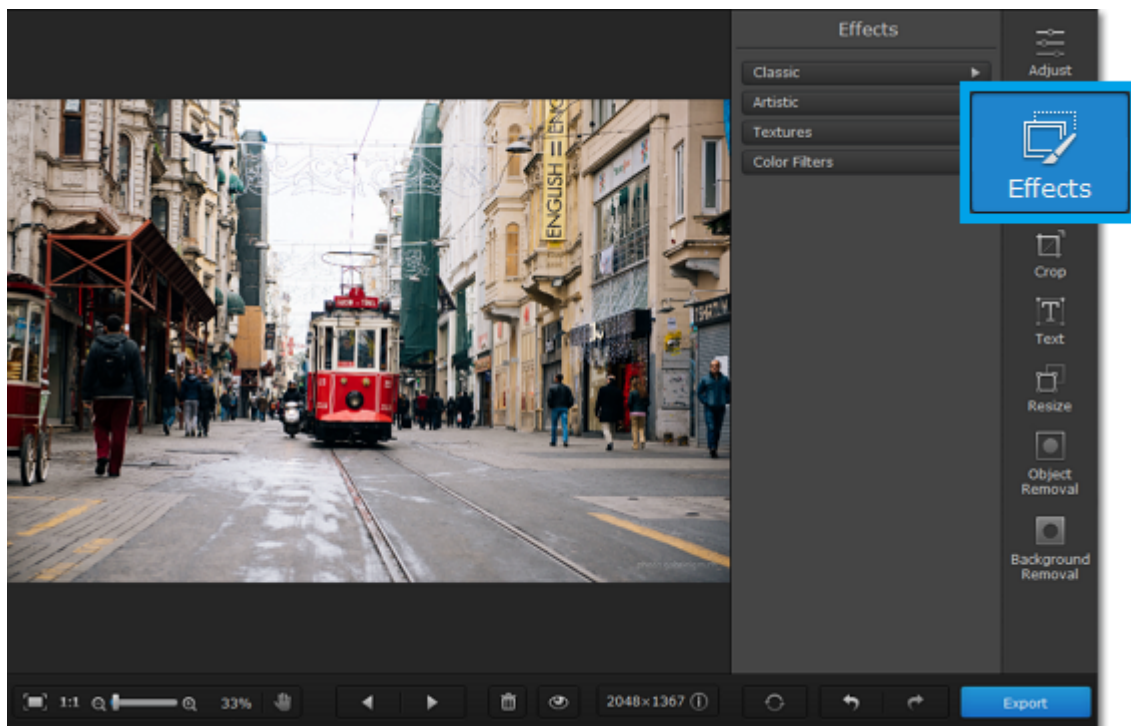 Effects
Classic
Artistic
Textures
Color Filters
Adjust
Effects
Crop
Text
Resize
Object
Removal
Background
Removal
ENGLISH ENG
1:1
33%
2048×1367
Export